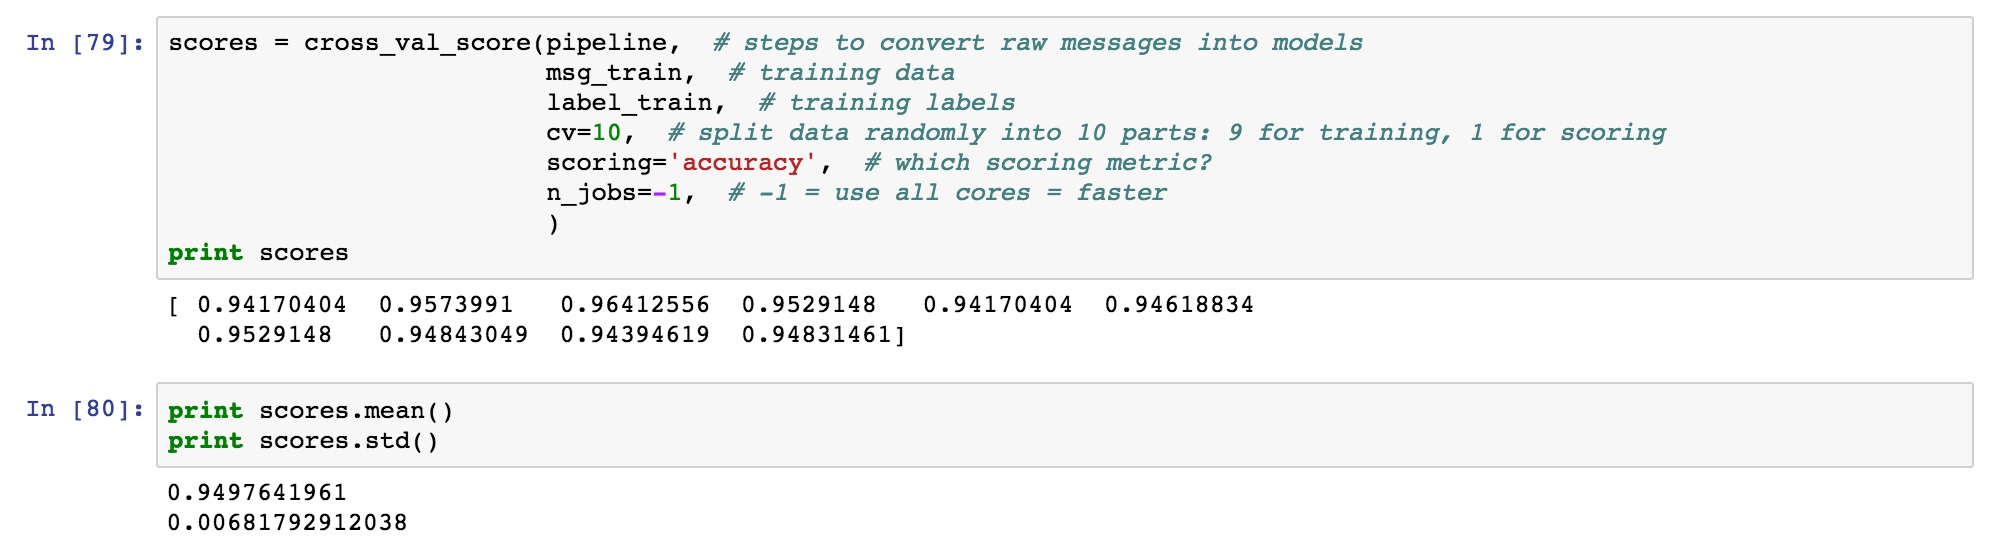 In [79]: scores = cross_val_score(pipeline,  # steps to convert raw messages into models
                         msg_train,  # training data
                         label_train,  # training labels
                         cv=10,  # split data randomly into 10 parts: 9 for training, 1 for scoring
                         scoring='accuracy',  # which scoring metric?
                         n_jobs=-1,  # -1 = use all cores = faster
                         )
print scores
[ 0.94170404  0.9573991   0.96412556  0.9529148   0.94170404  0.94618834
  0.9529148   0.94843049  0.94394619  0.94831461]
In [80]: print scores.mean()
print scores.std()
0.9497641961
0.00681792912038